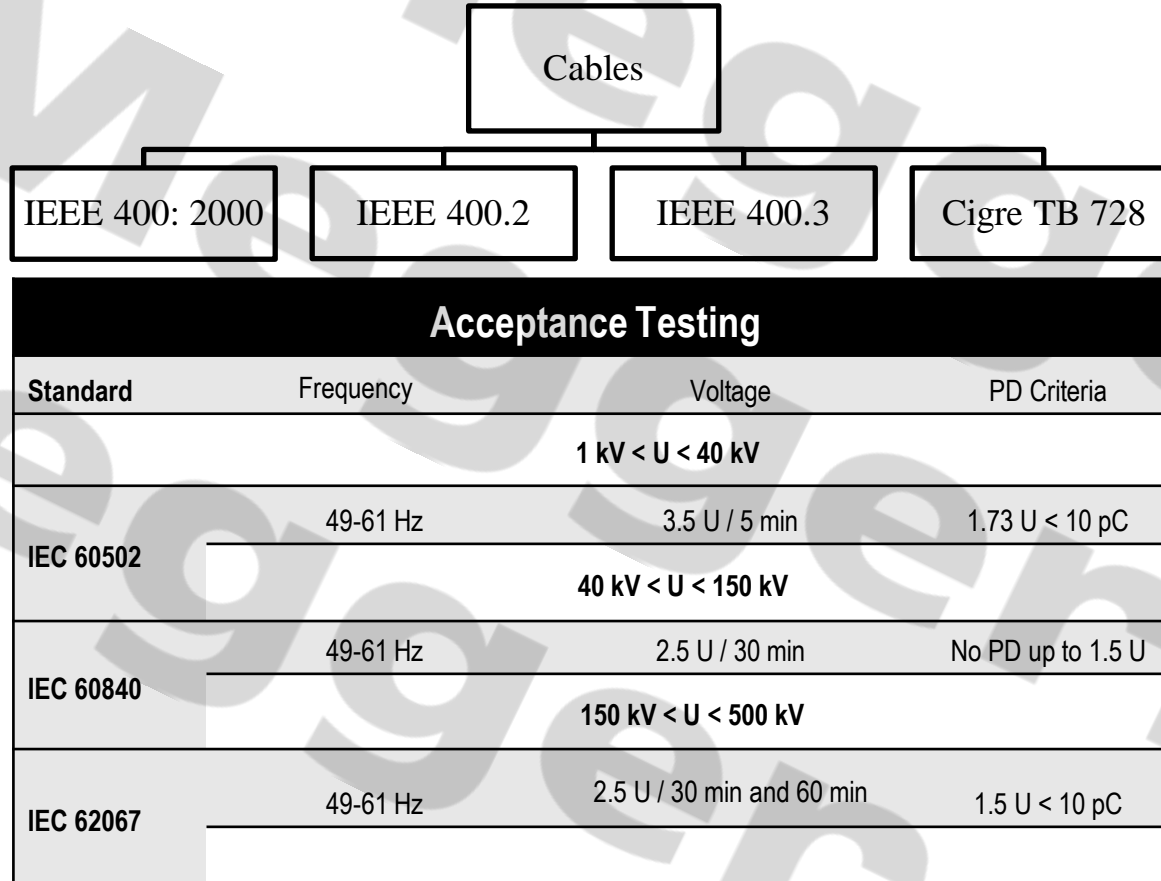 Cables
IEEE 400: 2000 IEEE 400.2 IEEE 400.3 Cigre TB 728
Acceptance Testing
Standard Frequency Voltage PD Criteria
1 kV < U < 40 kV
IEC 60502 49-61 Hz 3.5 U / 5 min 1.73 U < 10 pC
40 kV < U < 150 kV
IEC 60840 49-61 Hz 2.5 U / 30 min No PD up to 1.5 U
150 kV < U < 500 kV
IEC 62067 49-61 Hz 2.5 U / 30 min and 60 min 1.5 U < 10 pC
Megger
Megger
Megger